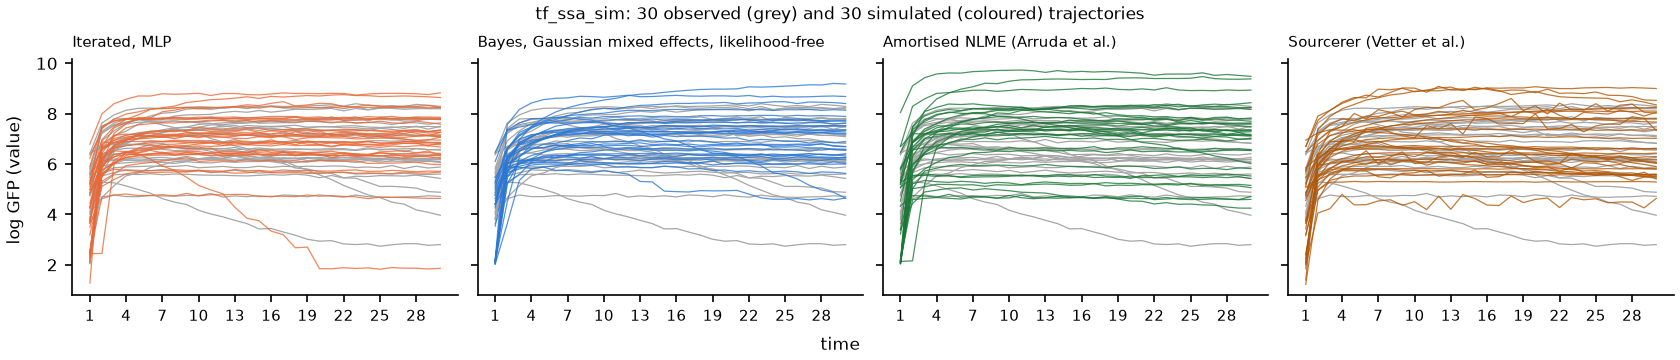 tf_ssa_sim: 30 observed (grey) and 30 simulated (coloured) trajectories
Iterated, MLP
Bayes, Gaussian mixed effects, likelihood-free
Amortised NLME (Arruda et al.)
Sourcerer (Vetter et al.)
log GFP (value)
10
8
6
4
2
1 4 7 10 13 16 19 22 25 28
1 4 7 10 13 16 19 22 25 28
1 4 7 10 13 16 19 22 25 28
1 4 7 10 13 16 19 22 25 28
time